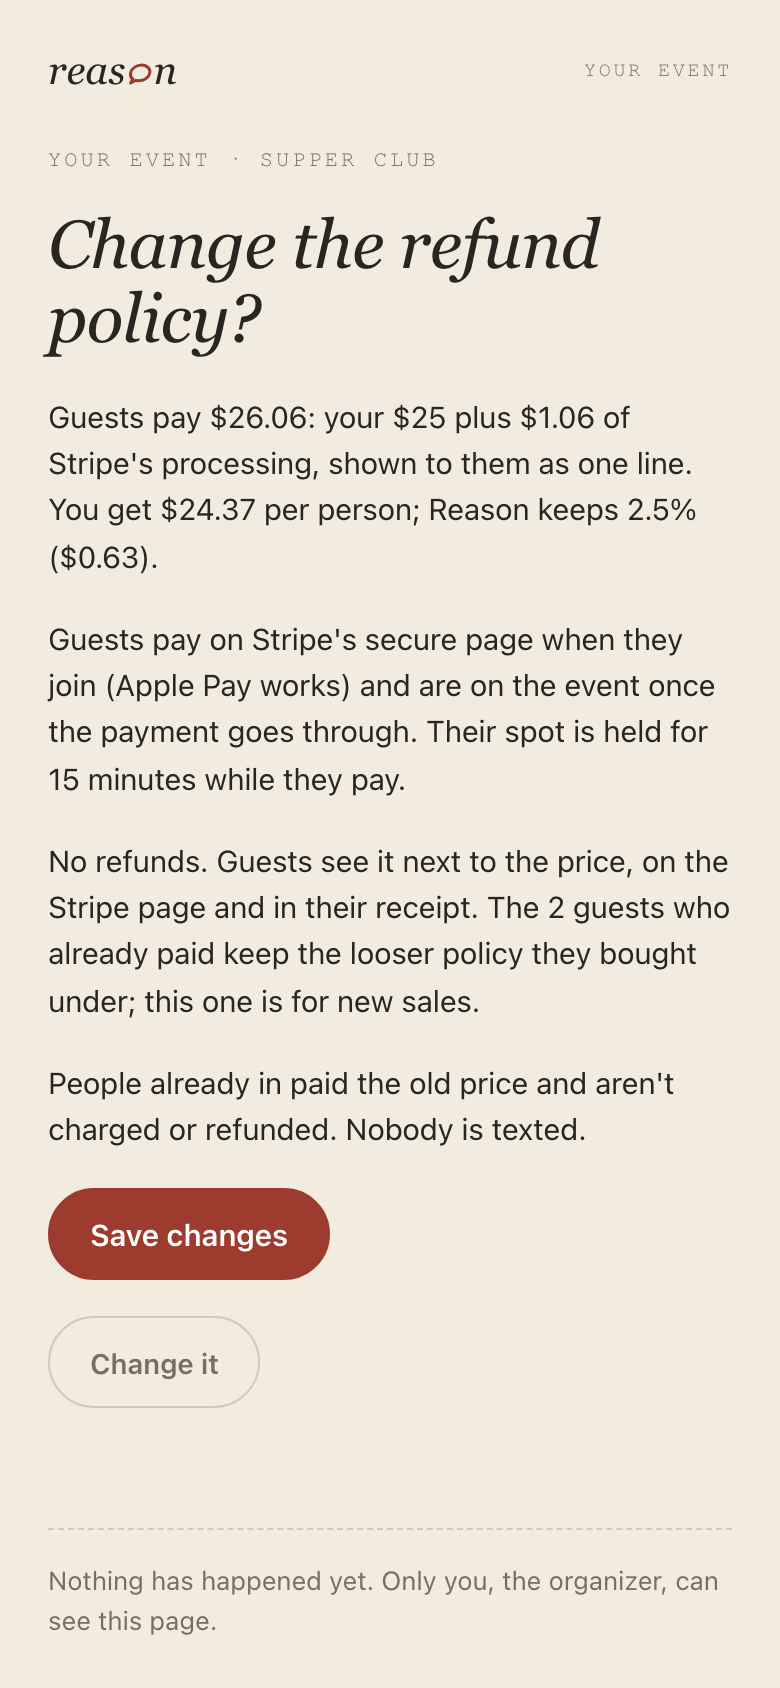 reason
YOUR EVENT
YOUR EVENT · SUPPER CLUB
Change the refund
policy?
Guests pay $26.06: your $25 plus $1.06 of
Stripe's processing, shown to them as one line.
You get $24.37 per person; Reason keeps 2.5%
($0.63).
Guests pay on Stripe's secure page when they
join (Apple Pay works) and are on the event once
the payment goes through. Their spot is held for
15 minutes while they pay.
No refunds. Guests see it next to the price, on the
Stripe page and in their receipt. The 2 guests who
already paid keep the looser policy they bought
under; this one is for new sales.
People already in paid the old price and aren't
charged or refunded. Nobody is texted.
Save changes
Change it
Nothing has happened yet. Only you, the organizer, can
see this page.